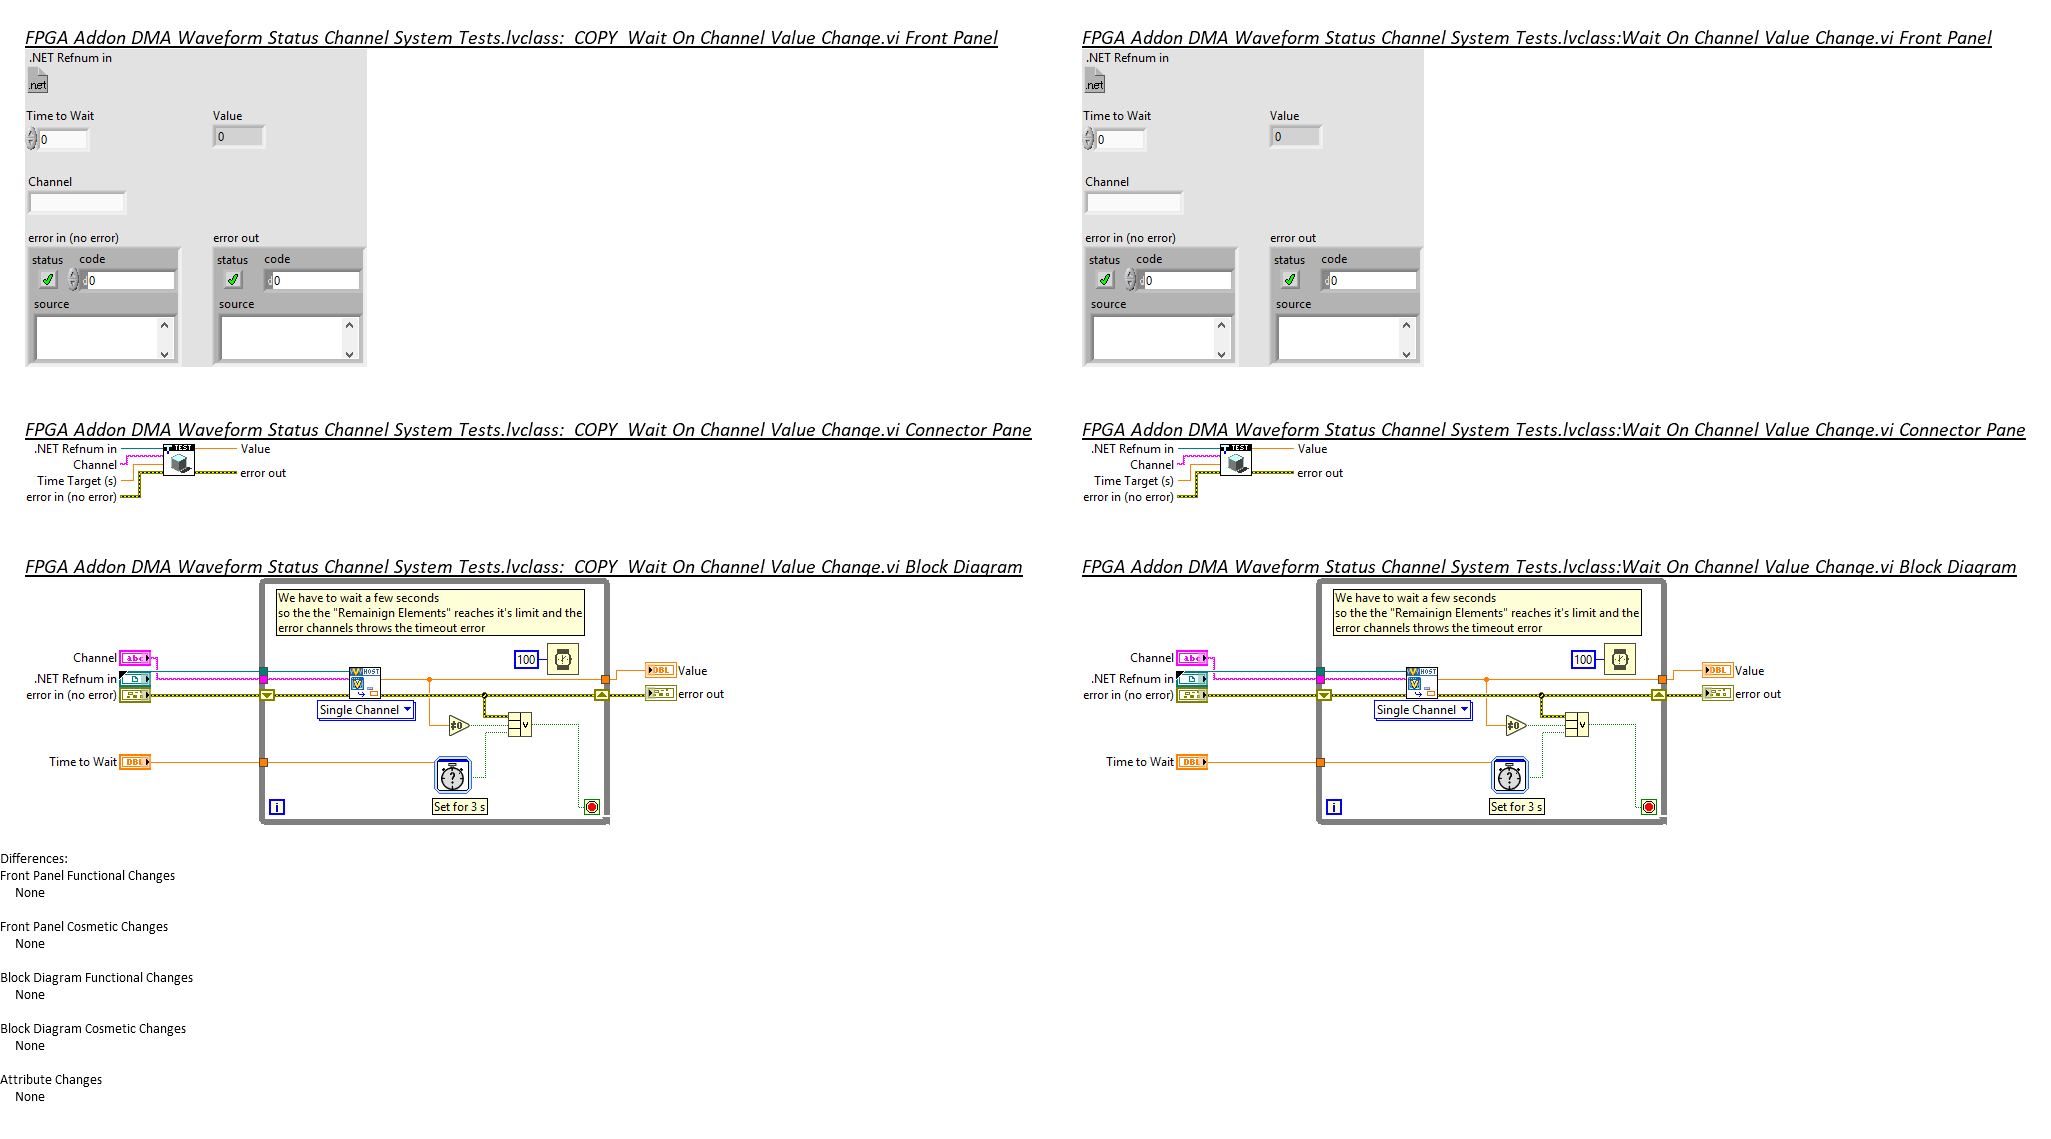 FPGA Addon DMA Waveform Status Channel System Tests.lvclass:  COPY  Wait On Channel Value Change.vi Front Panel
.NET Refnum in
.net
Time to Wait
Value
0
0
Channel
error in (no error)
error out
status
code
status
code
d 0
d 0
source
source
FPGA Addon DMA Waveform Status Channel System Tests.lvclass:Wait On Channel Value Change.vi Front Panel
.NET Refnum in
.net
Time to Wait
Value
0
0
Channel
error in (no error)
error out
status
code
status
code
d 0
d 0
source
source
FPGA Addon DMA Waveform Status Channel System Tests.lvclass:  COPY  Wait On Channel Value Change.vi Connector Pane
TEST
.NET Refnum in
Value
Channel
error out
Time Target (s)
error in (no error)
FPGA Addon DMA Waveform Status Channel System Tests.lvclass:Wait On Channel Value Change.vi Connector Pane
TEST
.NET Refnum in
Value
Channel
error out
Time Target (s)
error in (no error)
FPGA Addon DMA Waveform Status Channel System Tests.lvclass:  COPY  Wait On Channel Value Change.vi Block Diagram
We have to wait a few seconds
so the the "Remainign Elements" reaches it's limit and the
error channels throws the timeout error
Channel
abc
100
HOST
.NET Refnum in
DBL
Value
error in (no error)
error out
Single Channel
≠0
V
Time to Wait
DBL
?
Set for 3 s
i
FPGA Addon DMA Waveform Status Channel System Tests.lvclass:Wait On Channel Value Change.vi Block Diagram
We have to wait a few seconds
so the the "Remainign Elements" reaches it's limit and the
error channels throws the timeout error
Channel
abc
100
HOST
.NET Refnum in
DBL
Value
error in (no error)
error out
Single Channel
≠0
V
Time to Wait
DBL
?
Set for 3 s
i
Differences:
Front Panel Functional Changes
None
Front Panel Cosmetic Changes
None
Block Diagram Functional Changes
None
Block Diagram Cosmetic Changes
None
Attribute Changes
None